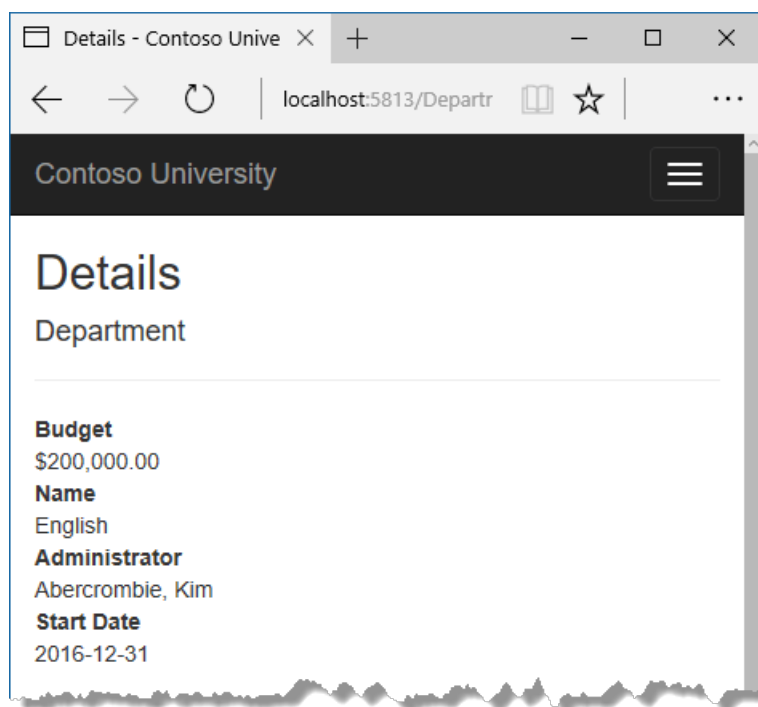 Details - Contoso Unive
localhost:5813/Departr
Contoso University
Details
Department
Budget
$200,000.00
Name
English
Administrator
Abercrombie, Kim
Start Date
2016-12-31